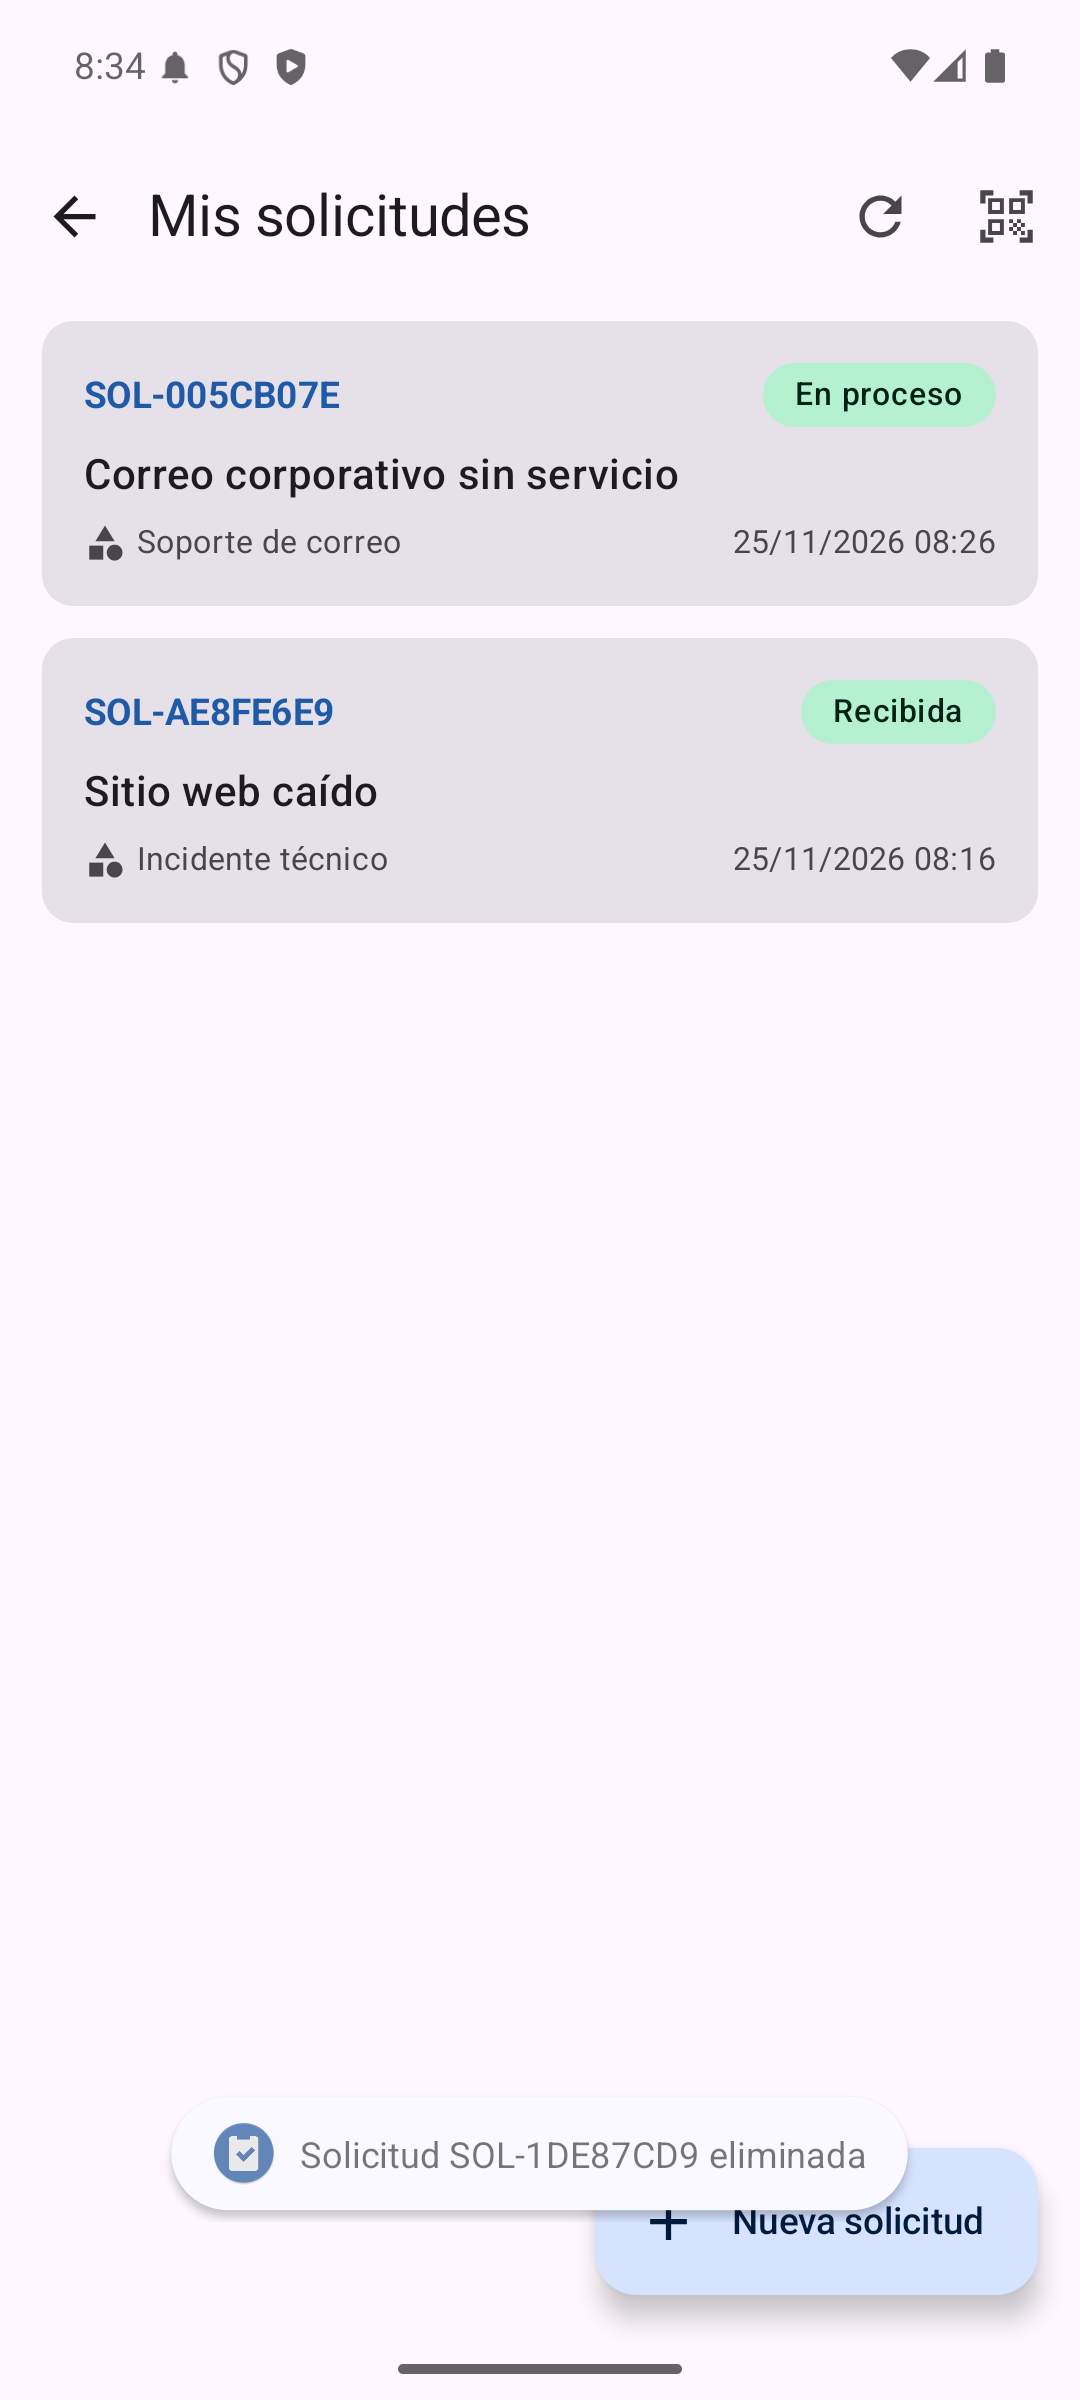 8:34
Mis solicitudes
SOL-005CB07E
En proceso
Correo corporativo sin servicio
Soporte de correo
25/11/2026 08:26
SOL-AE8FE6E9
Recibida
Sitio web caído
Incidente técnico
25/11/2026 08:16
Solicitud SOL-1DE87CD9 eliminada
Nueva solicitud